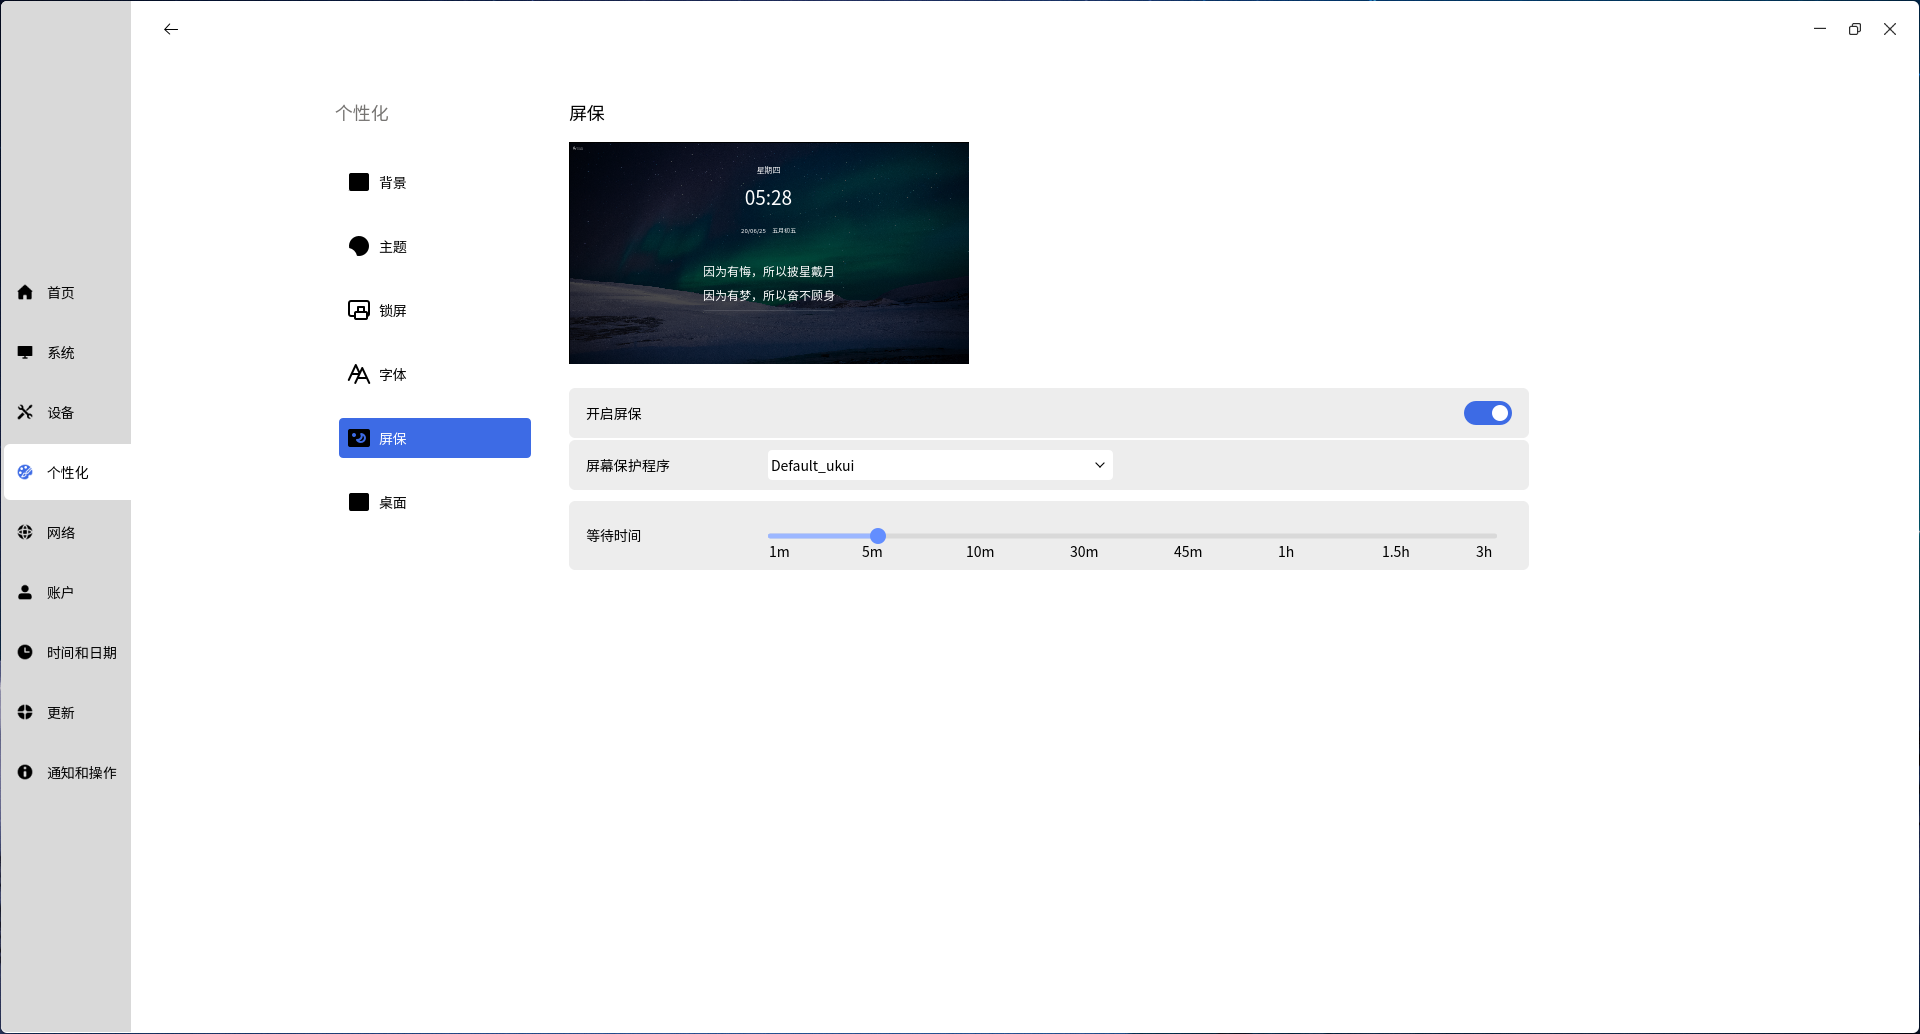 个性化
屏保
首页
系统
设备
个性化
网络
账户
时间和日期
更新
通知和操作
背景
主题
锁屏
字体
屏保
桌面
星期四
05:28
20/06/25 五月初五
因为有悔，所以披星戴月
因为有梦，所以奋不顾身
开启屏保
屏幕保护程序 Default_ukui
等待时间
1m 5m 10m 30m 45m 1h 1.5h 3h